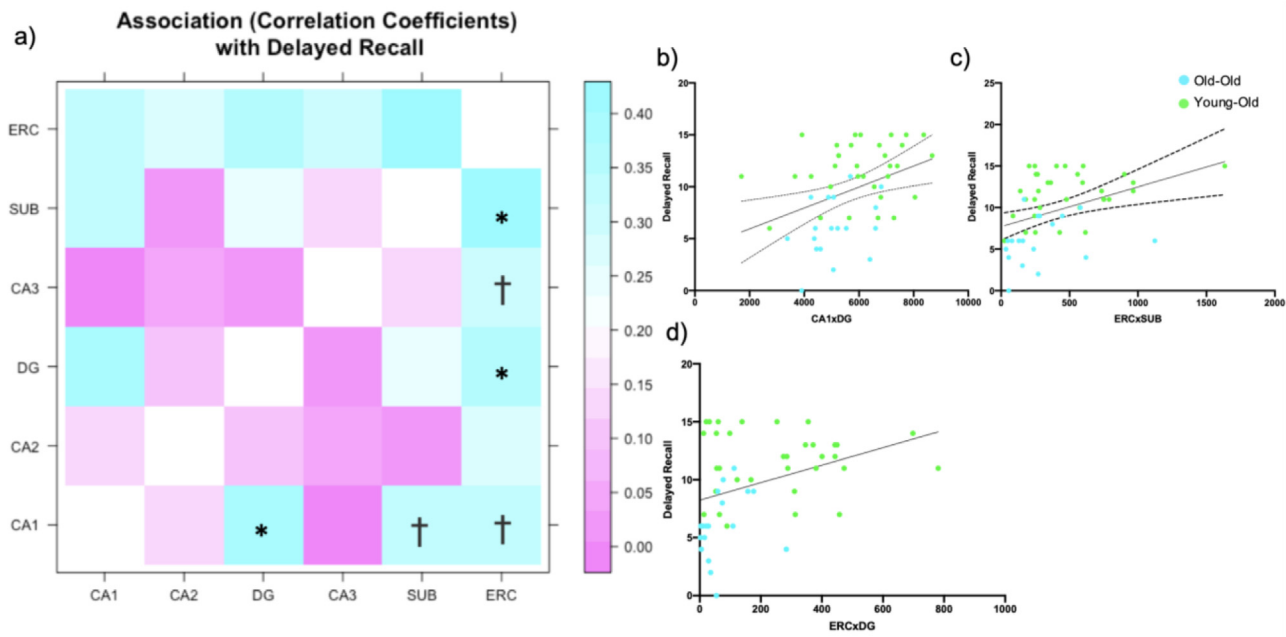 a)
Association (Correlation Coefficients)
with Delayed Recall
ERC
SUB *
CA3 †
DG *
CA2
CA1 * † †
CA1 CA2 DG CA3 SUB ERC
0.40
0.35
0.30
0.25
0.20
0.15
0.10
0.05
0.00
b)
Delayed Recall
20
15
10
5
0
0 2000 4000 6000 8000 10000
CA1xDG
c)
Old-Old
Young-Old
Delayed Recall
25
20
15
10
5
0
0 500 1000 1500 2000
ERCxSUB
d)
Delayed Recall
20
15
10
5
0
0 200 400 600 800 1000
ERCxDG